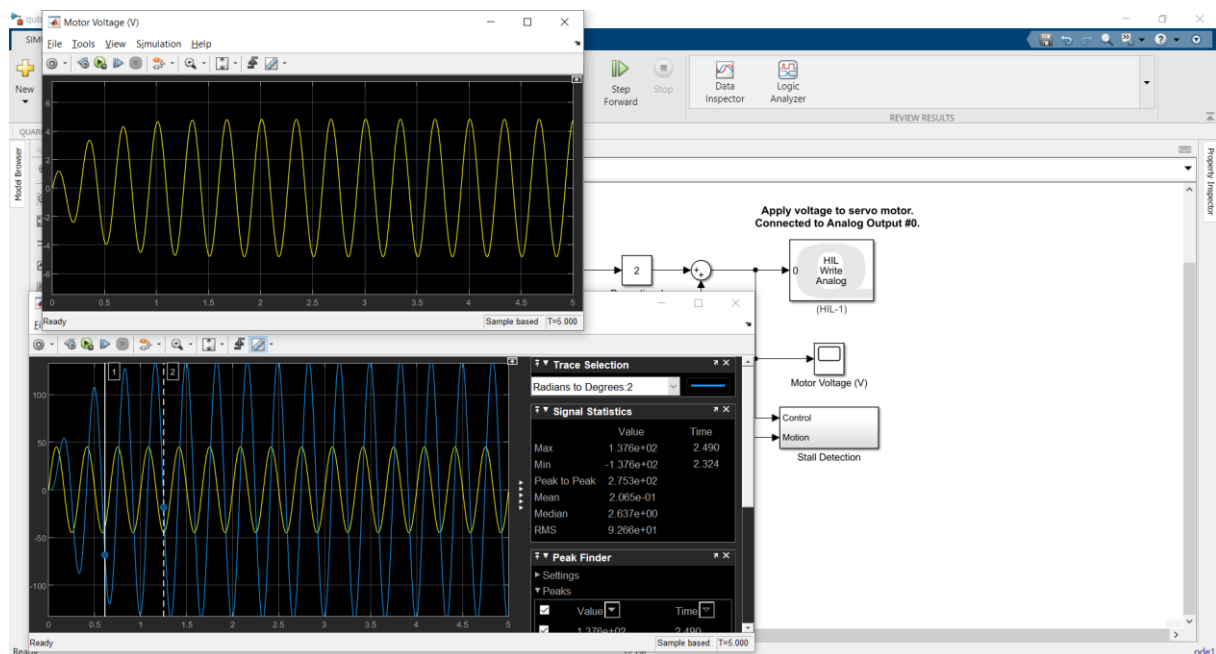 qub
Motor Voltage (V)
File Tools View Simulation Help
SIM
New
Step Forward
Stop
Data Inspector
Logic Analyzer
REVIEW RESULTS
QUAR
Model Browser
Property Inspector
6
4
2
0
-2
-4
-6
0 0.5 1 1.5 2 2.5 3 3.5 4 4.5 5
Ready
Sample based T=5.000
Apply voltage to servo motor.
Connected to Analog Output #0.
2
+
+
0
HIL
Write
Analog
(HIL-1)
Motor Voltage (V)
Control
Motion
Stall Detection
100
50
0
-50
-100
1
2
0 0.5 1 1.5 2 2.5 3 3.5 4 4.5 5
Trace Selection
Radians to Degrees:2
Signal Statistics
Value Time
Max 1.376e+02 2.490
Min -1.376e+02 2.324
Peak to Peak 2.753e+02
Mean 2.065e-01
Median 2.637e+00
RMS 9.266e+01
Peak Finder
Settings
Peaks
Value Time
1.376e+02 2.490
Ready
Sample based T=5.000
ode1